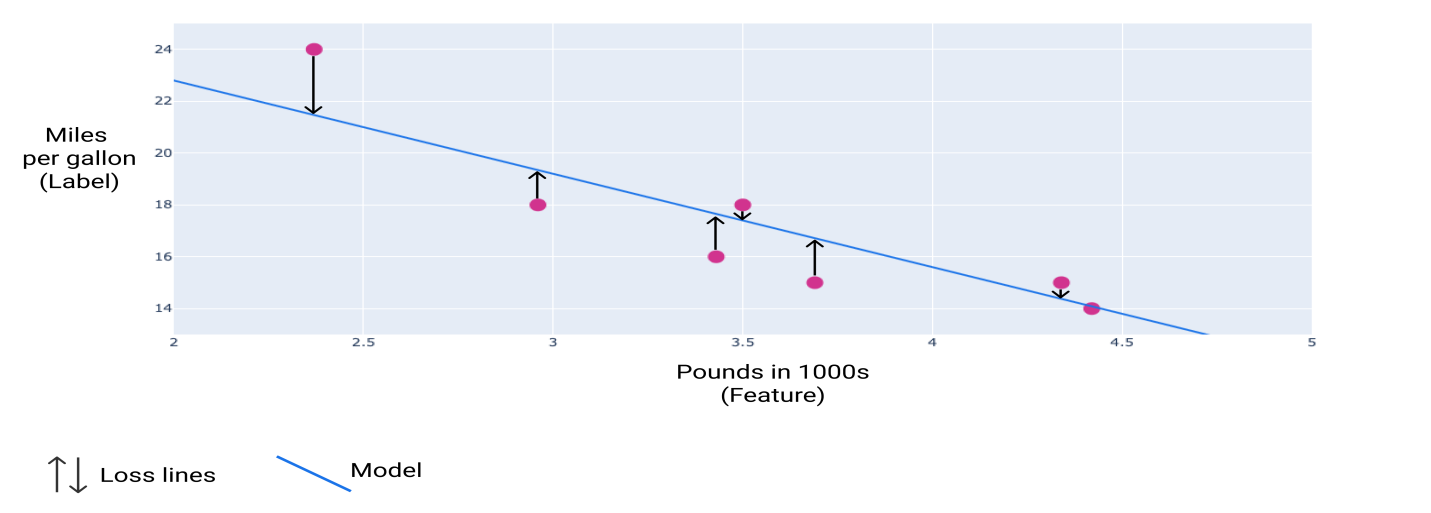 24
22
Miles
per gallon
(Label)
20
18
16
14
2 2.5 3 3.5 4 4.5 5
Pounds in 1000s
(Feature)
Loss lines
Model